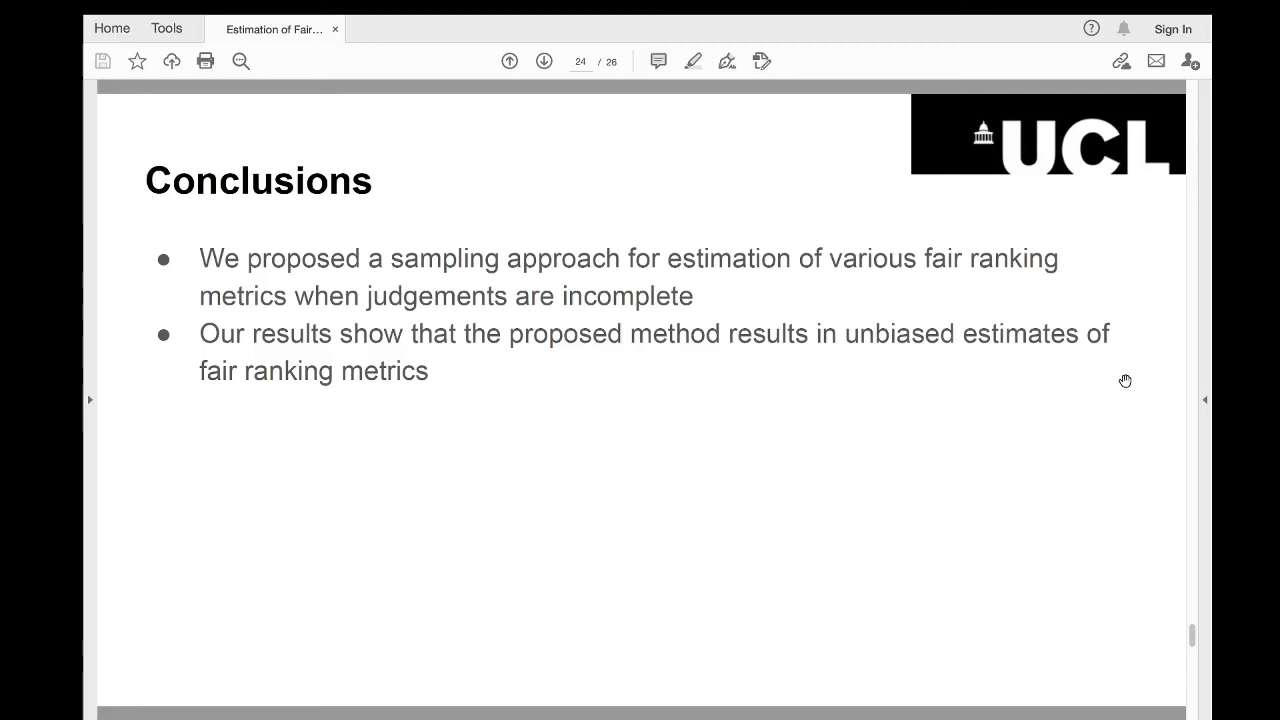 Home Tools Estimation of Fair... ×
? Sign In
24 / 26
UCL
Conclusions
● We proposed a sampling approach for estimation of various fair ranking
metrics when judgements are incomplete
● Our results show that the proposed method results in unbiased estimates of
fair ranking metrics